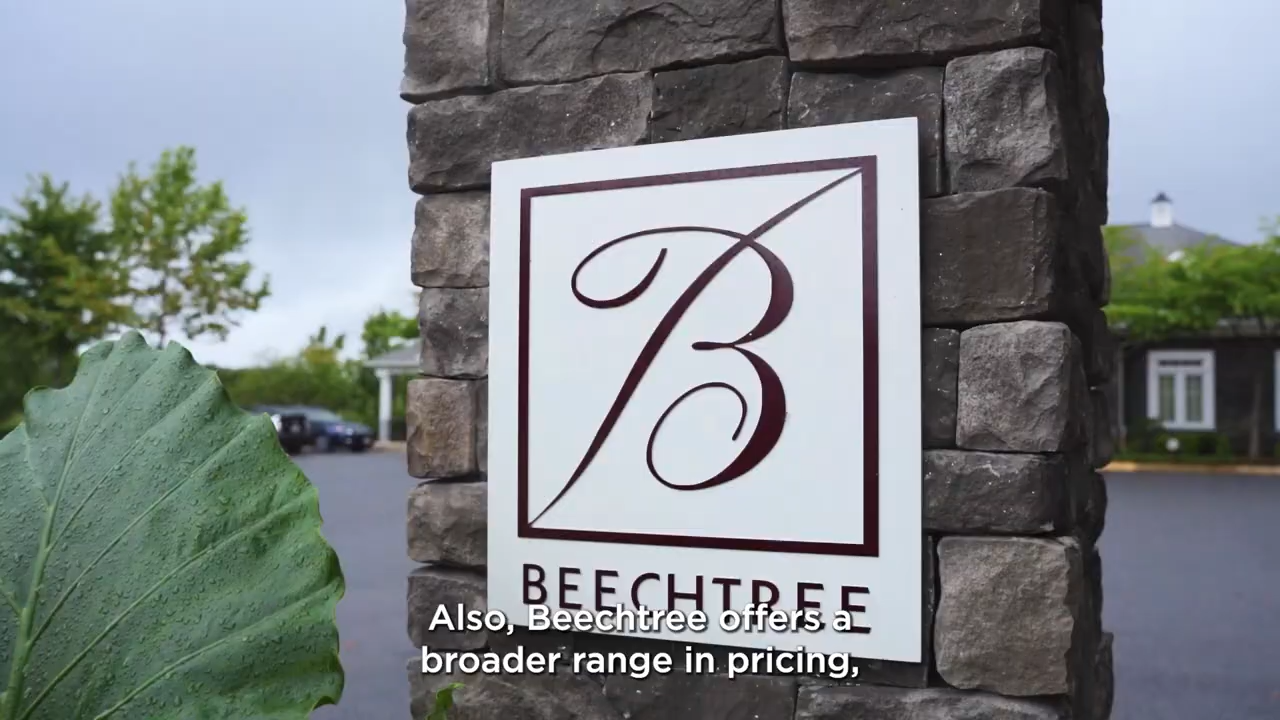 B
BEECHTREE
Also, Beechtree offers a
broader range in pricing,